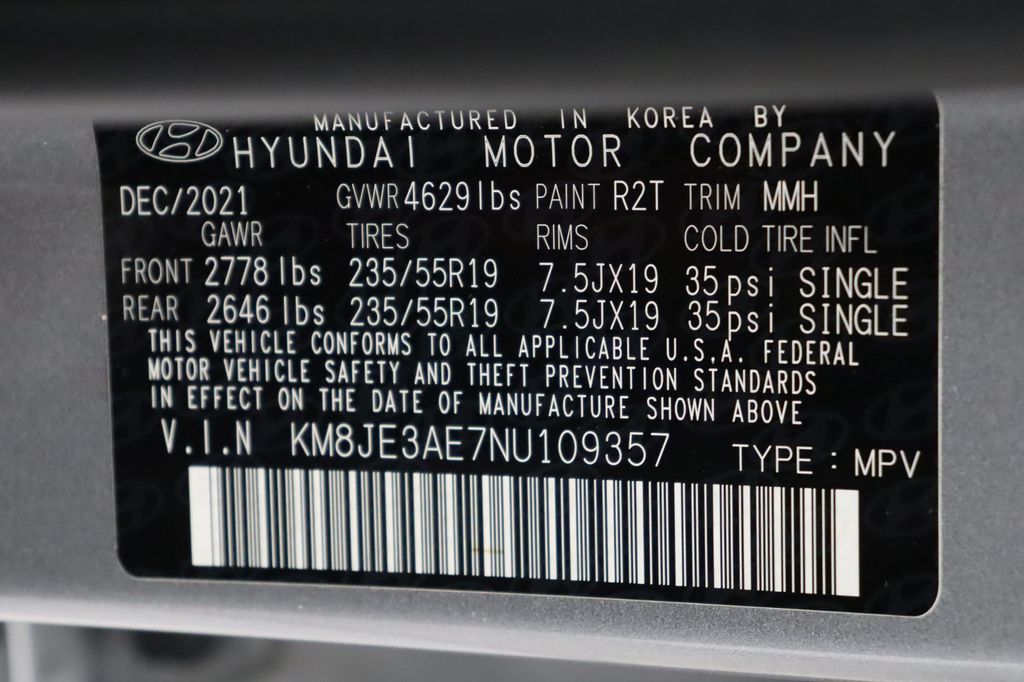 MANUFACTURED IN KOREA BY
HYUNDAI MOTOR COMPANY
DEC/2021 GVWR 4629lbs PAINT R2T TRIM MMH
GAWR TIRES RIMS COLD TIRE INFL
FRONT 2778 lbs 235/55R19 7.5JX19 35psi SINGLE
REAR 2646 lbs 235/55R19 7.5JX19 35psi SINGLE
THIS VEHICLE CONFORMS TO ALL APPLICABLE U.S.A. FEDERAL
MOTOR VEHICLE SAFETY AND THEFT PREVENTION STANDARDS
IN EFFECT ON THE DATE OF MANUFACTURE SHOWN ABOVE
V.I.N KM8JE3AE7NU109357 TYPE : MPV